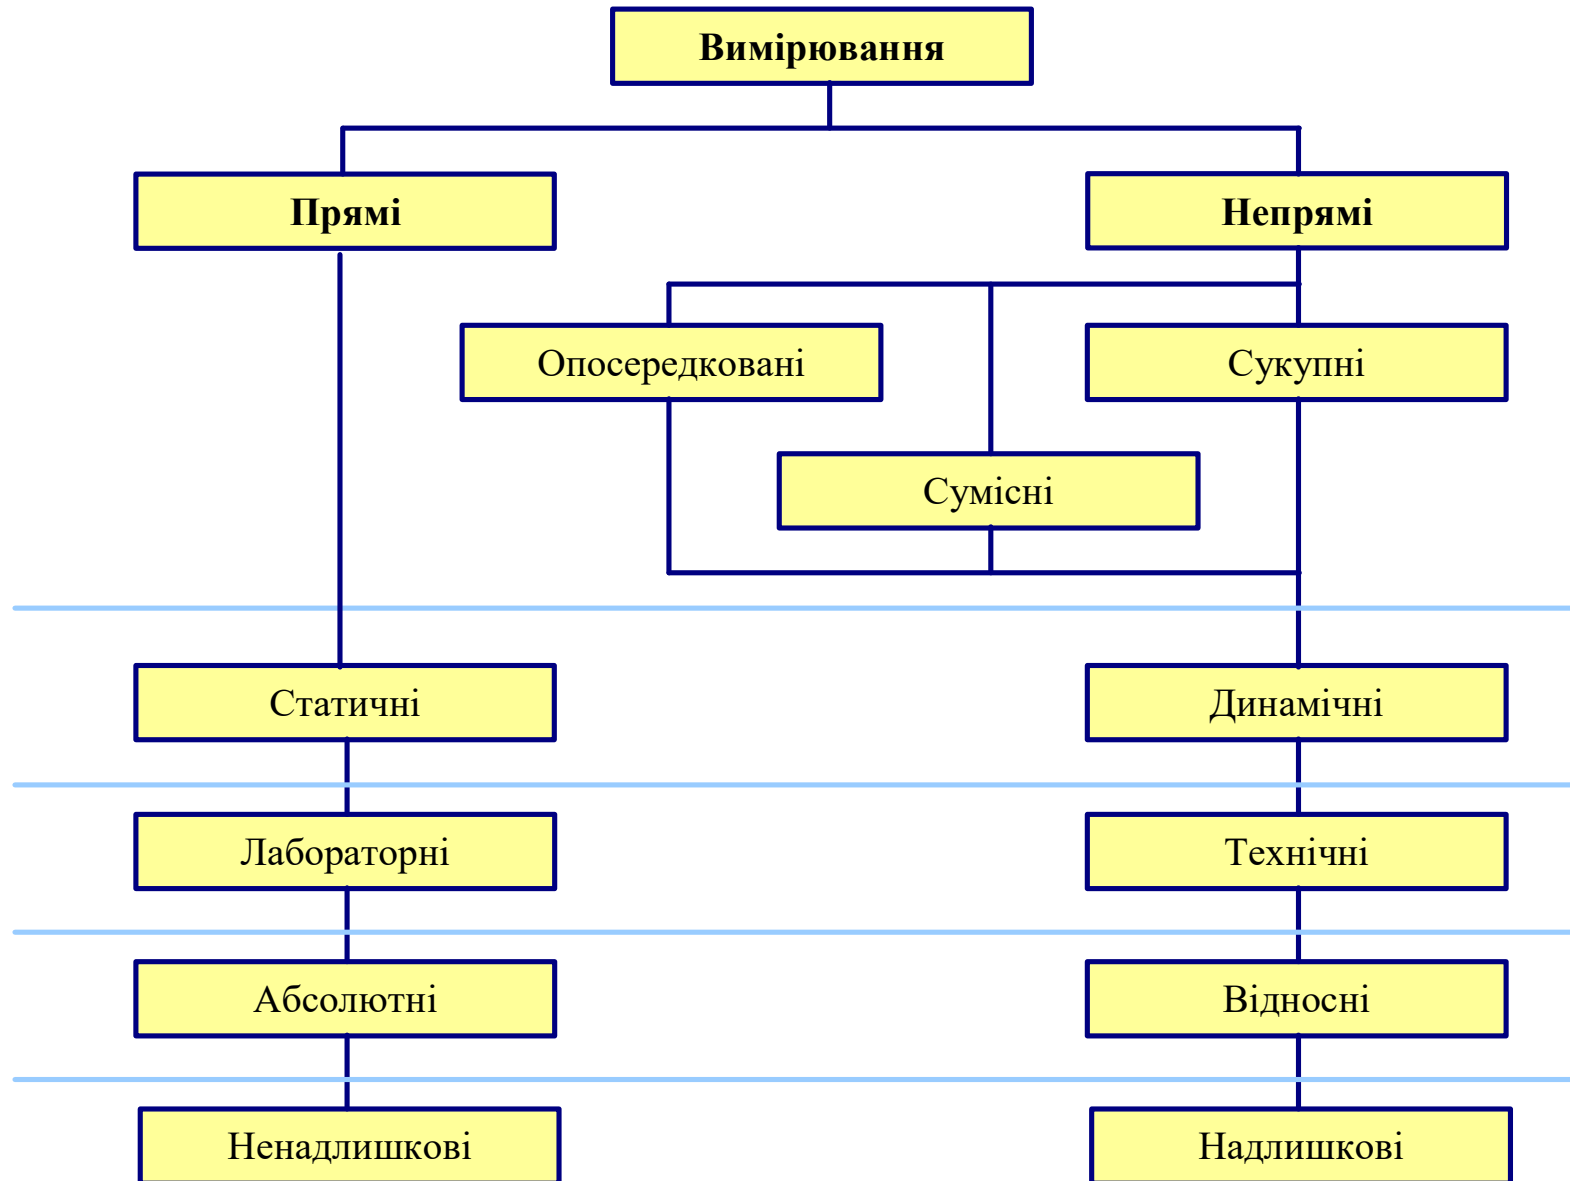 Вимірювання
Прямі
Непрямі
Опосередковані
Сукупні
Сумісні
Статичні
Динамічні
Лабораторні
Технічні
Абсолютні
Відносні
Ненадлишкові
Надлишкові